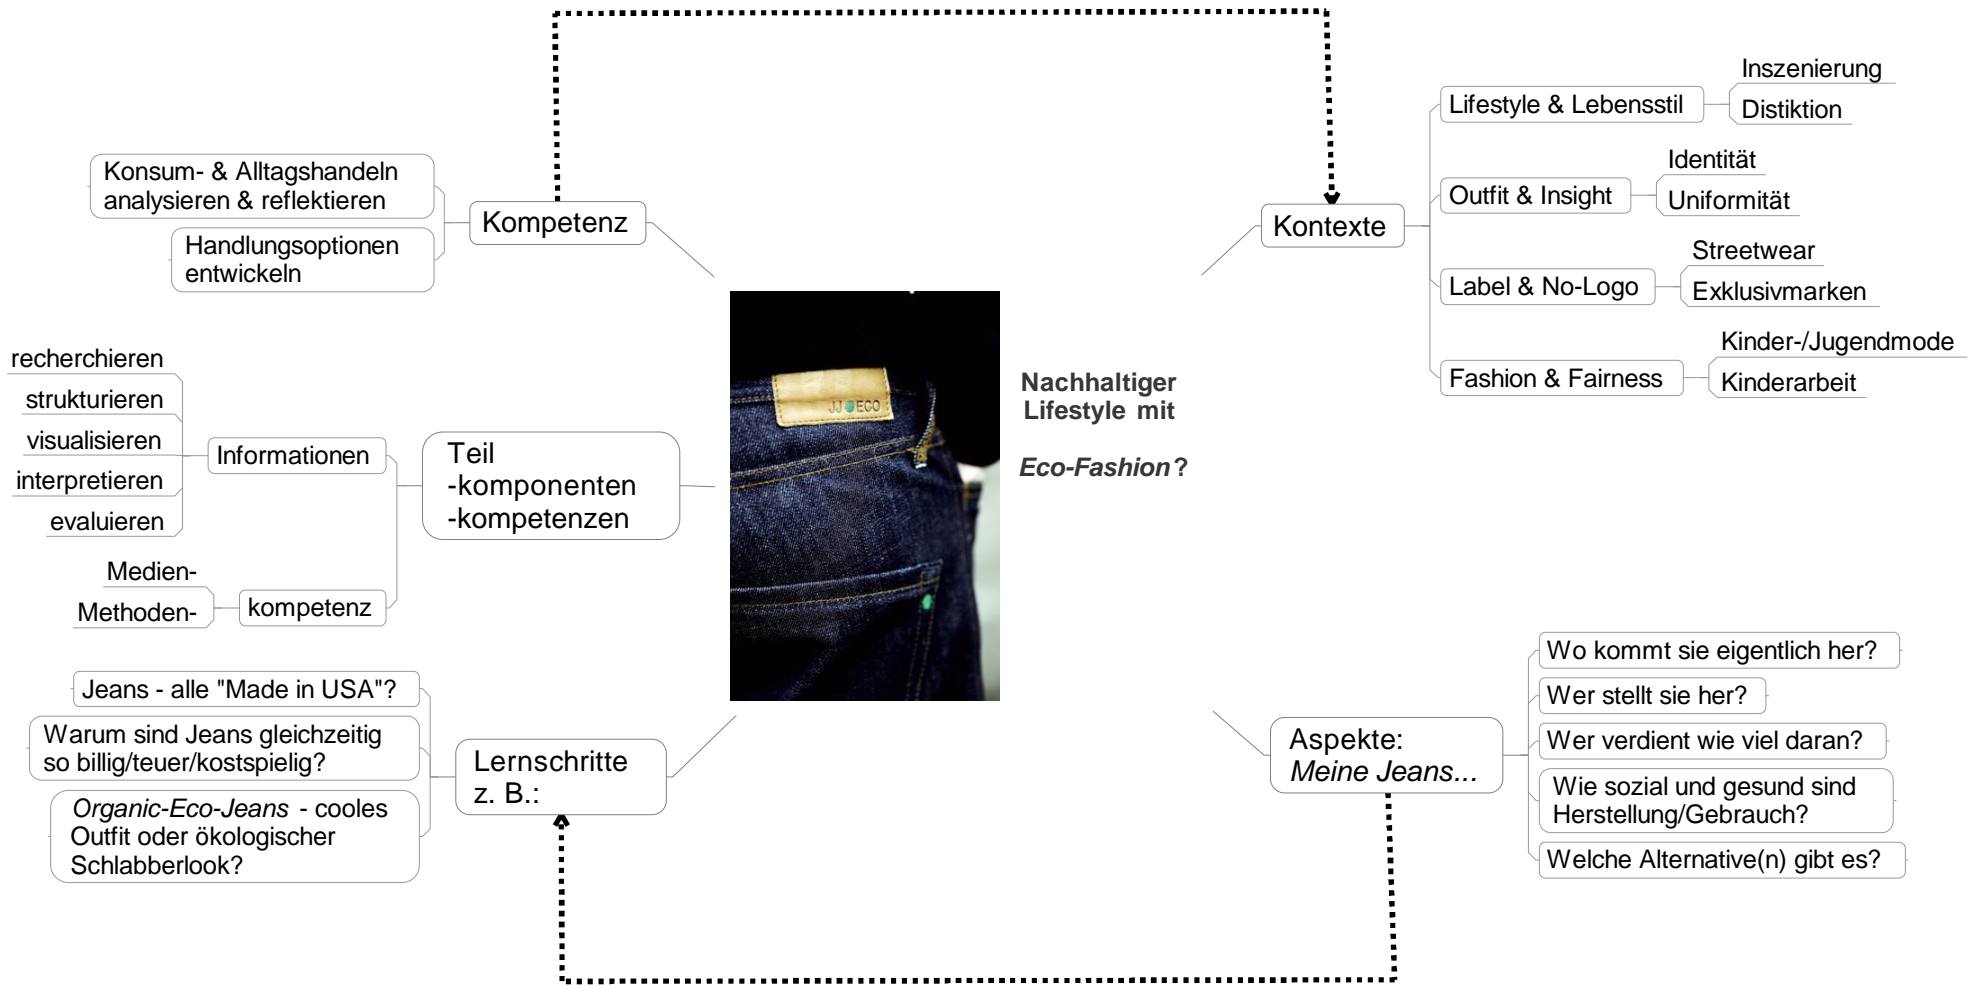 Konsum- & Alltagshandeln
analysieren & reflektieren
Handlungsoptionen
entwickeln
Kompetenz
recherchieren
strukturieren
visualisieren
interpretieren
evaluieren
Informationen
Medien-
Methoden-
kompetenz
Teil
-komponenten
-kompetenzen
Jeans - alle "Made in USA"?
Warum sind Jeans gleichzeitig
so billig/teuer/kostspielig?
Organic-Eco-Jeans - cooles
Outfit oder ökologischer
Schlabberlook?
Lernschritte
z. B.:
JJ ECO
Nachhaltiger
Lifestyle mit
Eco-Fashion?
Kontexte
Lifestyle & Lebensstil
Inszenierung
Distiktion
Outfit & Insight
Identität
Uniformität
Label & No-Logo
Streetwear
Exklusivmarken
Fashion & Fairness
Kinder-/Jugendmode
Kinderarbeit
Aspekte:
Meine Jeans...
Wo kommt sie eigentlich her?
Wer stellt sie her?
Wer verdient wie viel daran?
Wie sozial und gesund sind
Herstellung/Gebrauch?
Welche Alternative(n) gibt es?